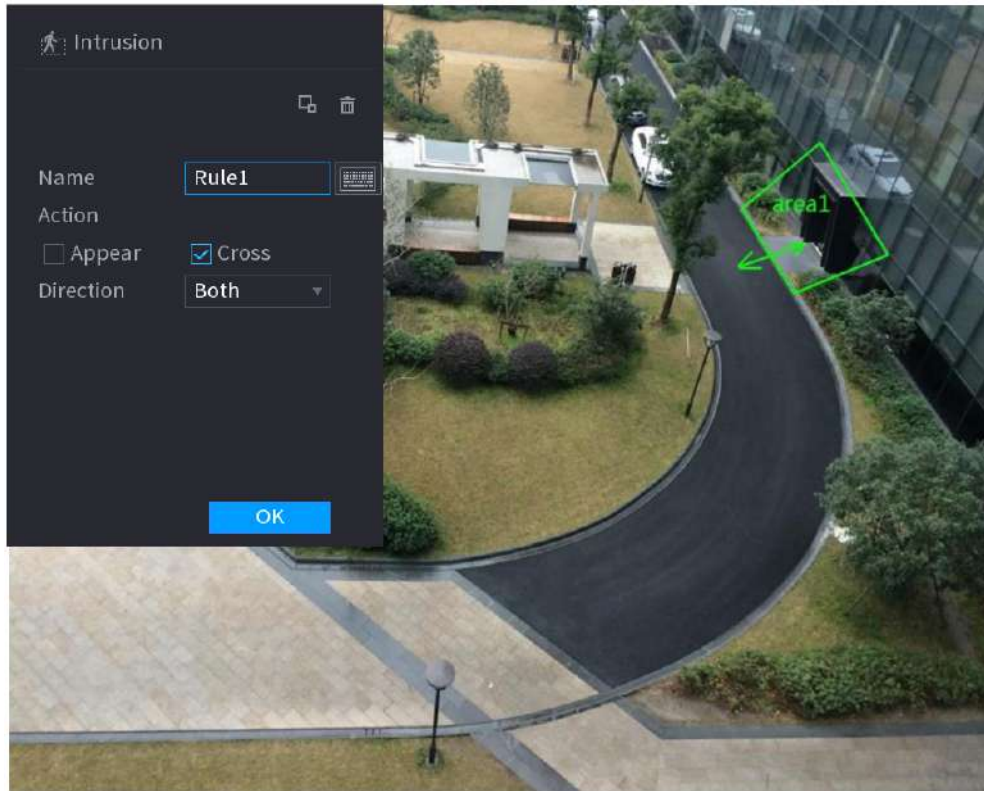 Intrusion
Name
Rule1
Action
Appear
Cross
Direction
Both
OK
area1